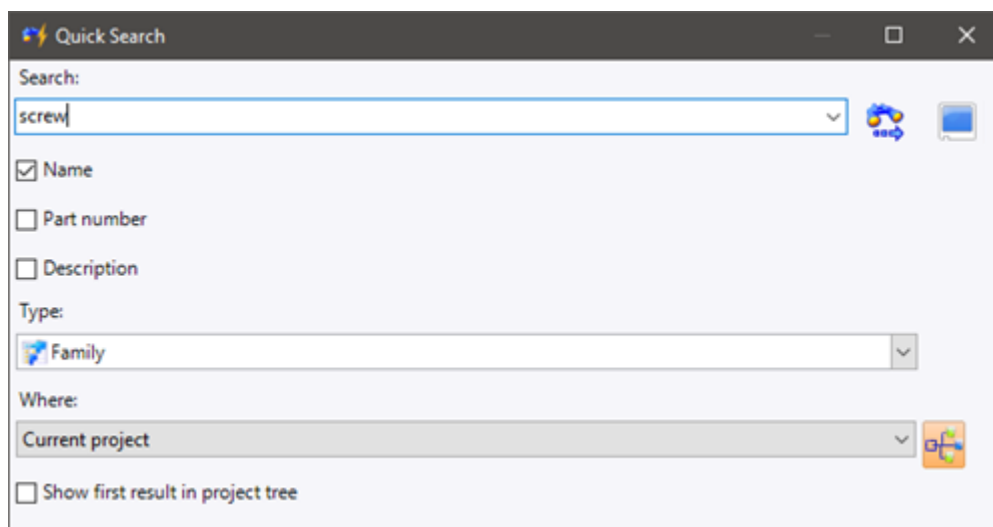 Quick Search
Search:
screw
Name
Part number
Description
Type:
Family
Where:
Current project
Show first result in project tree